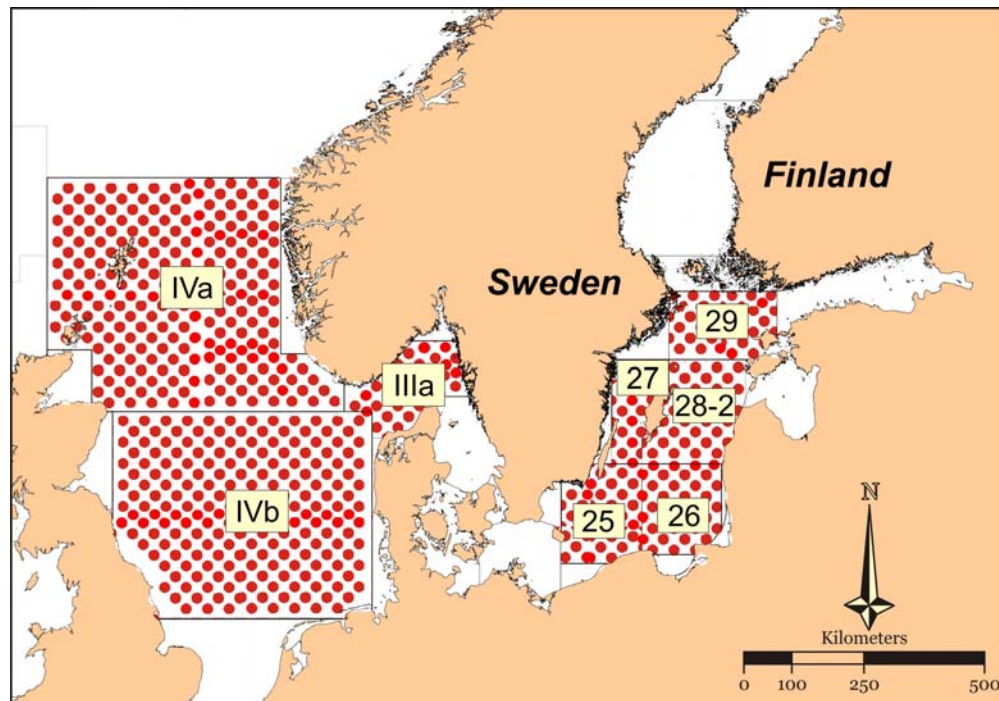 Finland
IVa
Sweden
29
IIIa
27
28-2
IVb
25
26
N
Kilometers
0 100 250 500